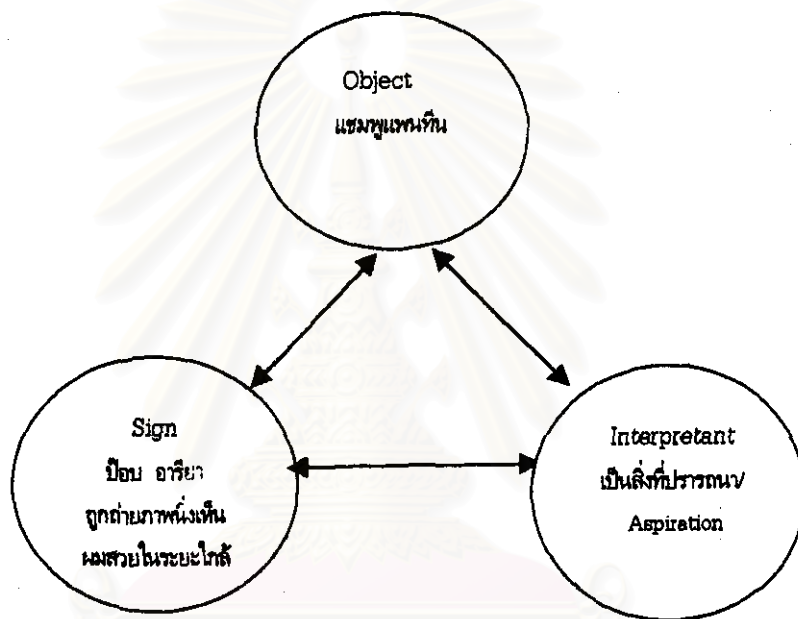 Object
แชมพูแพนทีน
Sign
ป๊อบ อารียา
ถูกถ่ายภาพนิ่งเห็น
ผมสวยในระยะใกล้
Interpretant
เป็นสิ่งที่ปรารถนา/
Aspiration